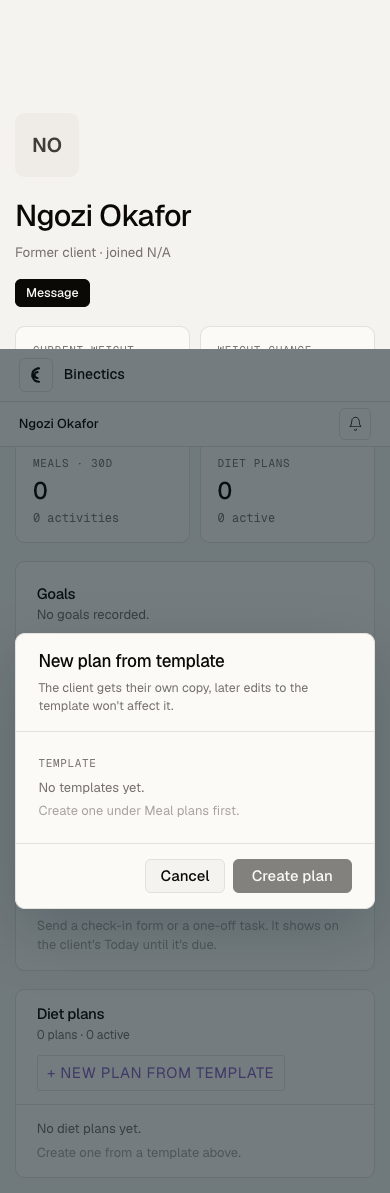 NO
Ngozi Okafor
Former client · joined N/A
Message
CURRENT WEIGHT
WEIGHT CHANGE
Binectics
Ngozi Okafor
MEALS · 30D
0
0 activities
DIET PLANS
0
0 active
Goals
No goals recorded.
New plan from template
The client gets their own copy, later edits to the
template won't affect it.
TEMPLATE
No templates yet.
Create one under Meal plans first.
Cancel
Create plan
Send a check-in form or a one-off task. It shows on
the client's Today until it's due.
Diet plans
0 plans · 0 active
+ NEW PLAN FROM TEMPLATE
No diet plans yet.
Create one from a template above.